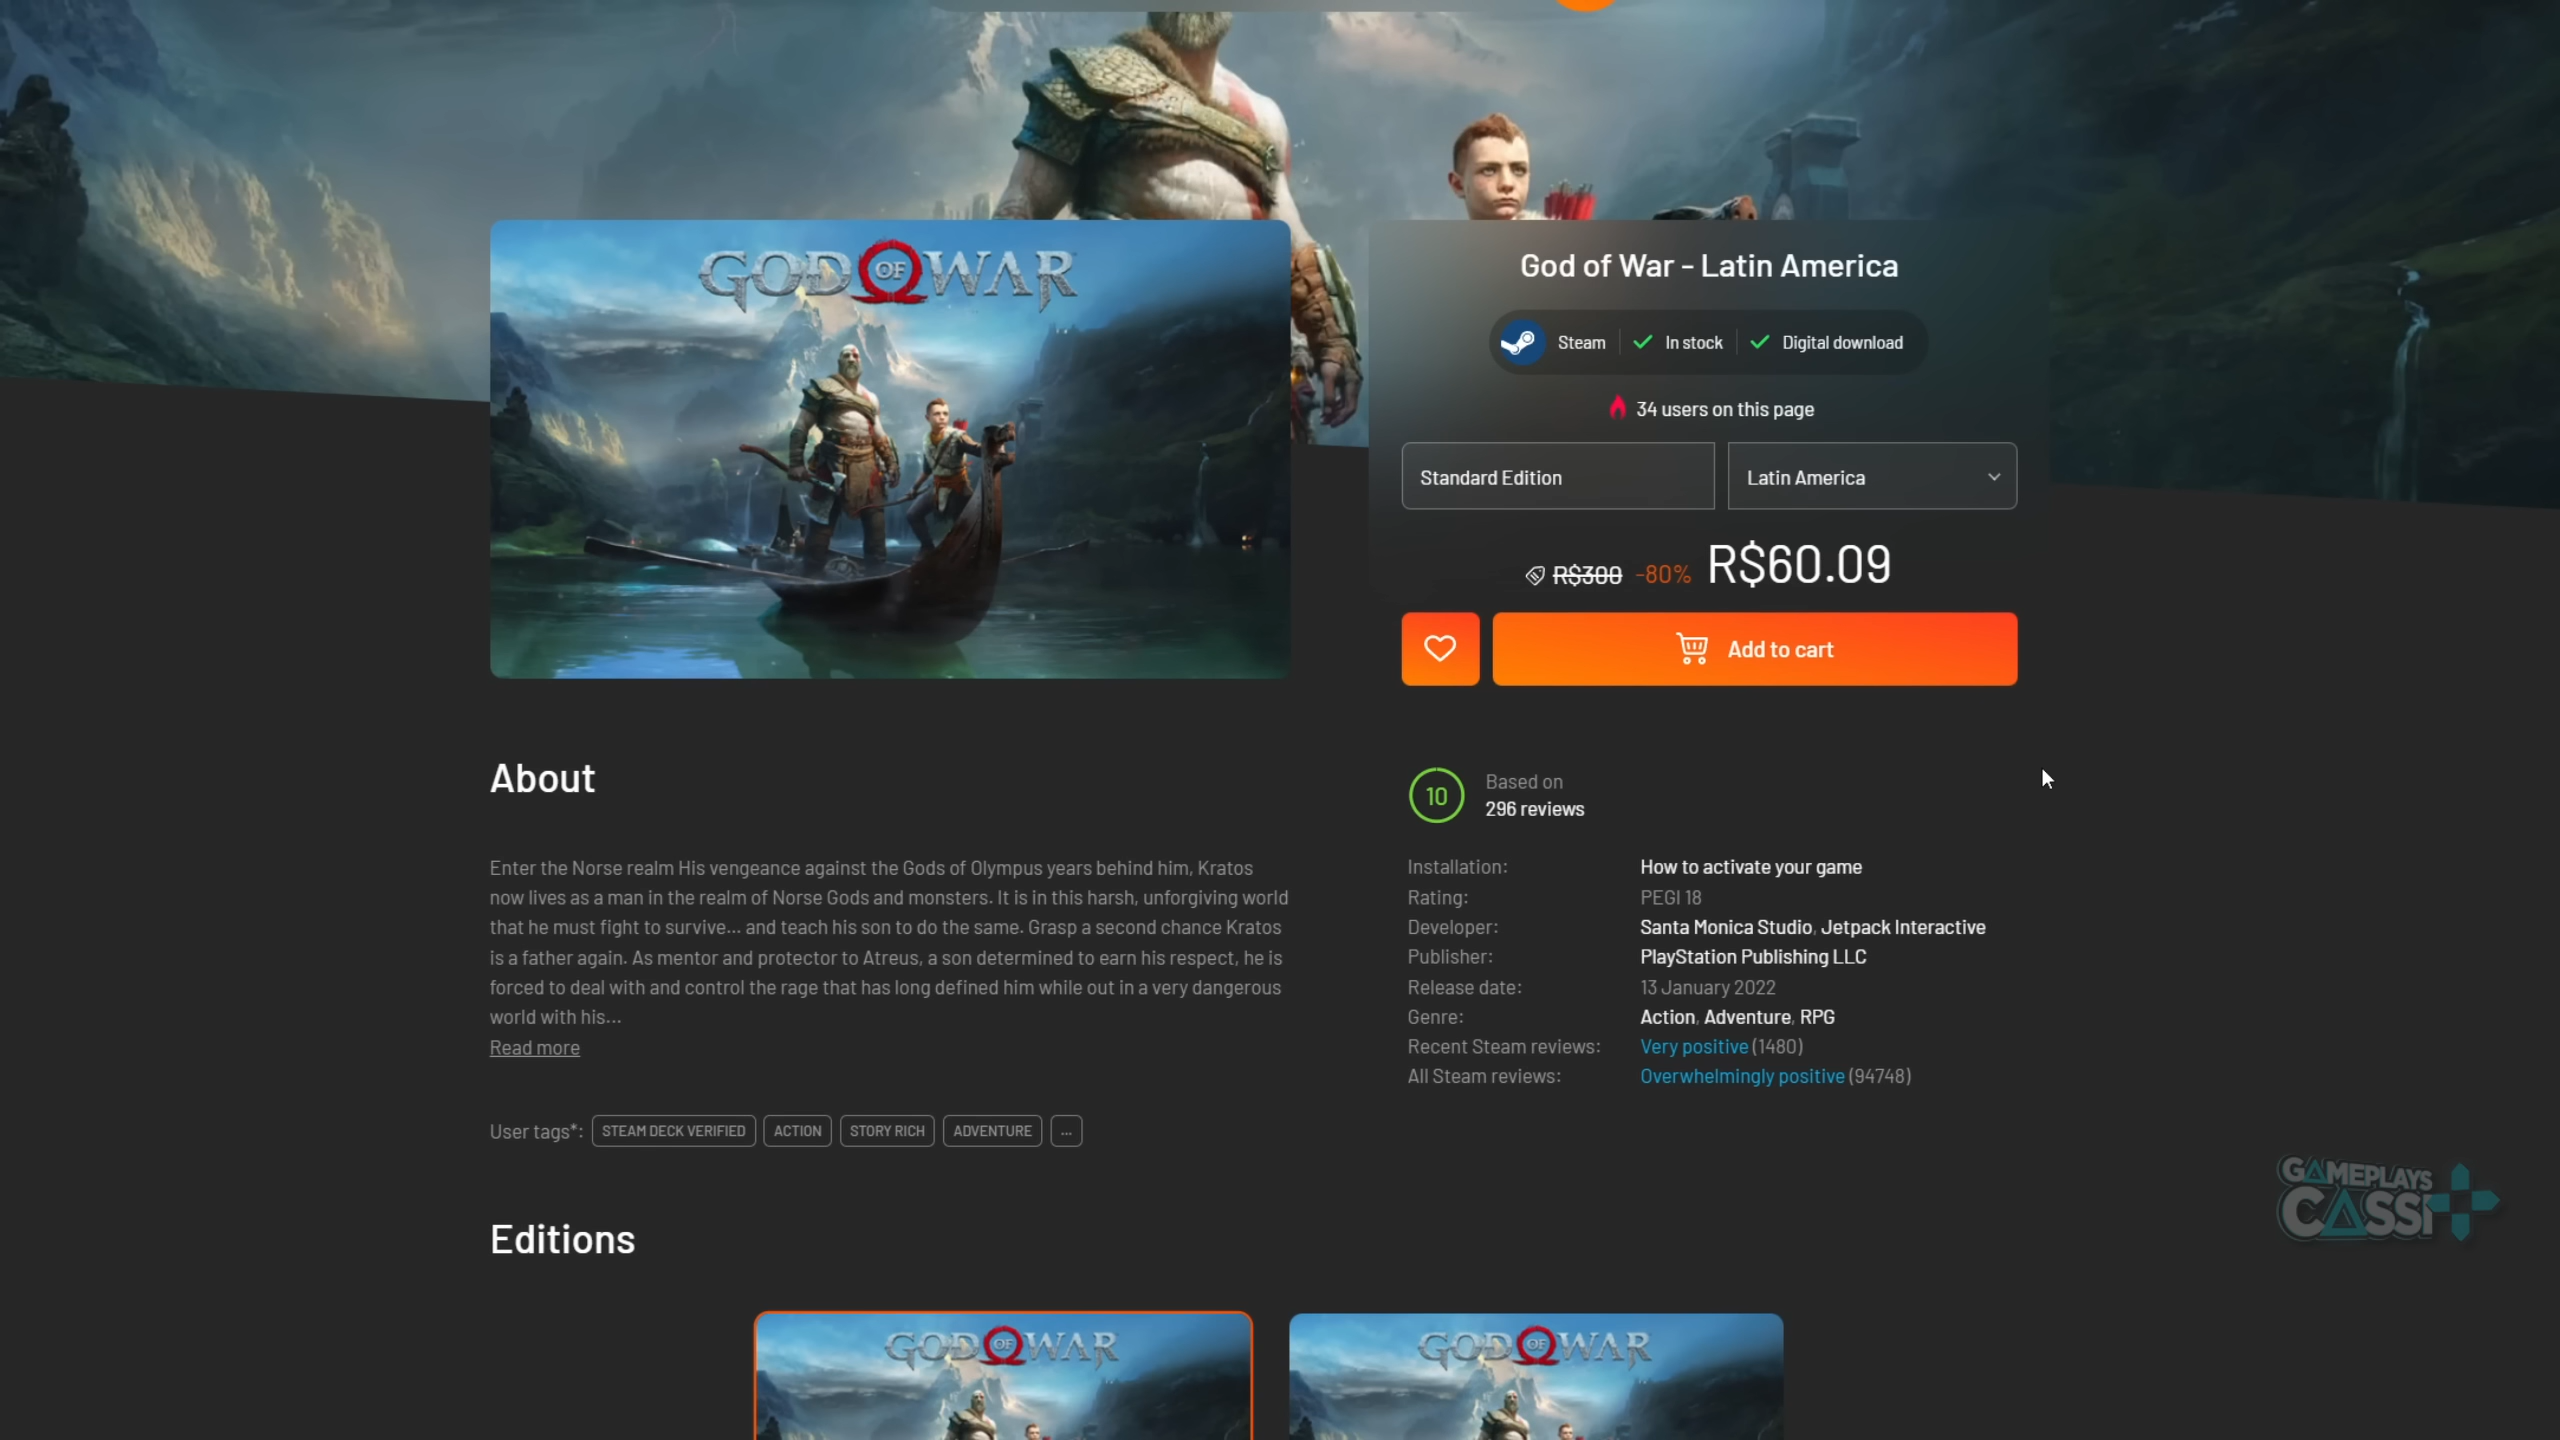 GOD OF WAR
God of War - Latin America
Steam
In stock
Digital download
34 users on this page
Standard Edition
Latin America
R$300 -80% R$60.09
Add to cart
About
Enter the Norse realm His vengeance against the Gods of Olympus years behind him, Kratos
now lives as a man in the realm of Norse Gods and monsters. It is in this harsh, unforgiving world
that he must fight to survive... and teach his son to do the same. Grasp a second chance Kratos
is a father again. As mentor and protector to Atreus, a son determined to earn his respect, he is
forced to deal with and control the rage that has long defined him while out in a very dangerous
world with his...
Read more
User tags*: STEAM DECK VERIFIED ACTION STORY RICH ADVENTURE ...
10
Based on
296 reviews
Installation: How to activate your game
Rating: PEGI 18
Developer: Santa Monica Studio, Jetpack Interactive
Publisher: PlayStation Publishing LLC
Release date: 13 January 2022
Genre: Action, Adventure, RPG
Recent Steam reviews: Very positive (1480)
All Steam reviews: Overwhelmingly positive (94748)
GAMEPLAYS
CASSI
Editions
GOD OF WAR
GOD OF WAR